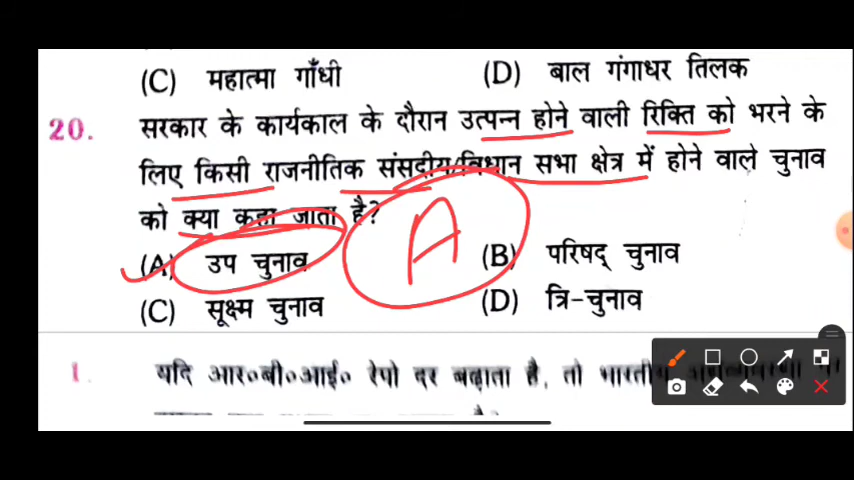 (C) महात्मा गाँधी (D) बाल गंगाधर तिलक
20. सरकार के कार्यकाल के दौरान उत्पन्न होने वाली रिक्ति को भरने के
लिए किसी राजनीतिक संसदीय/विधान सभा क्षेत्र में होने वाले चुनाव
को क्या कहा जाता है?
A
(A) उप चुनाव (B) परिषद् चुनाव
(C) सूक्ष्म चुनाव (D) त्रि-चुनाव
1. यदि आर०बी०आई० रेपो दर बढ़ाता है, तो